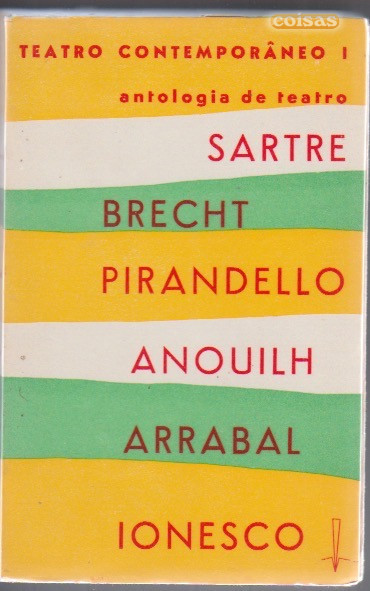 coisas
TEATRO CONTEMPORÂNEO I
antologia de teatro
SARTRE
BRECHT
PIRANDELLO
ANOUILH
ARRABAL
IONESCO